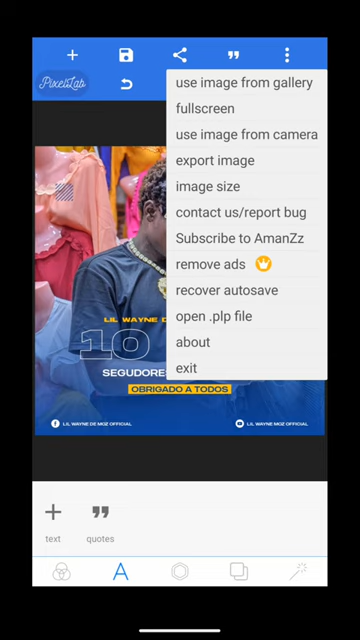 PixelLab
use image from gallery
fullscreen
use image from camera
export image
image size
contact us/report bug
Subscribe to AmanZz
remove ads
recover autosave
open .plp file
about
exit
LIL WAYNE D
10
SEGUDORE
OBRIGADO A TODOS
LIL WAYNE DE MOZ OFFICIAL
LIL WAYNE DE MOZ OFFICIAL
text
quotes